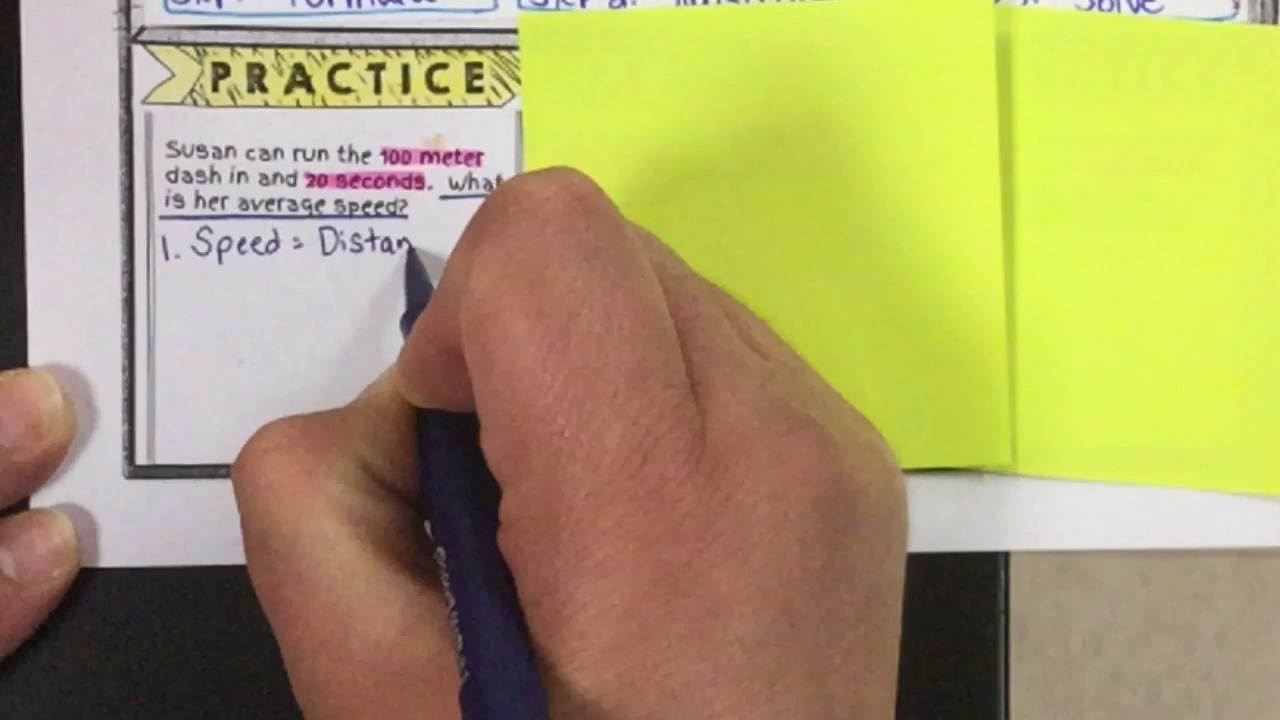 Solve
PRACTICE
Susan can run the 100 meter
dash in and 20 seconds. What
is her average speed?
1. Speed = Distan